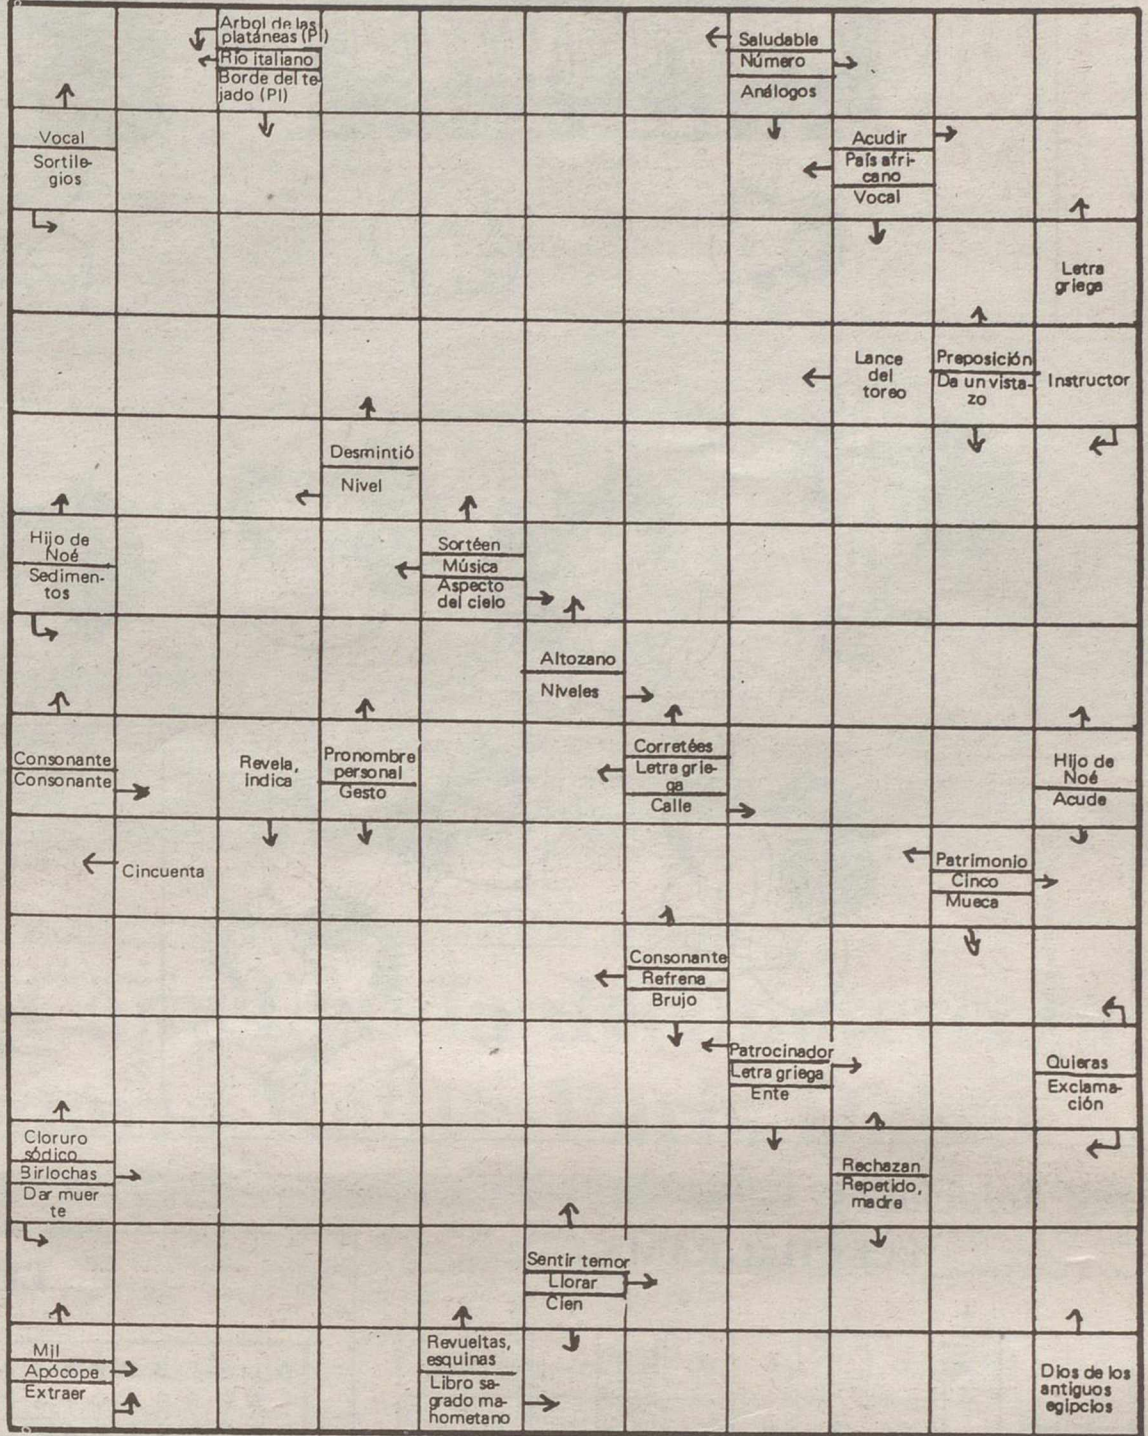 Arbol de las
platáneas (Pl)
Río italiano
Borde del te
jado (Pl)
Saludable
Número
Análogos
Vocal
Sortile-
gios
Acudir
País afri-
cano
Vocal
Letra
griega
Lance
del
toreo
Preposición
Da un vista-
zo
Instructor
Desmintió
Nivel
Hijo de
Noé
Sedimen-
tos
Sortéen
Música
Aspecto
del cielo
Altozano
Niveles
Consonante
Consonante
Revela,
indica
Pronombre
personal
Gesto
Corretées
Letra grie-
ga
Calle
Hijo de
Noé
Acude
Cincuenta
Patrimonio
Cinco
Mueca
Consonante
Refrena
Brujo
Patrocinador
Letra griega
Ente
Quieras
Exclama-
ción
Cloruro
sódico
Birlochas
Dar muer
te
Rechazan
Repetido,
madre
Sentir temor
Llorar
Cien
Mil
Apócope
Extraer
Revueltas,
esquinas
Libro sa-
grado ma-
hometano
Dios de los
antiguos
egipcios